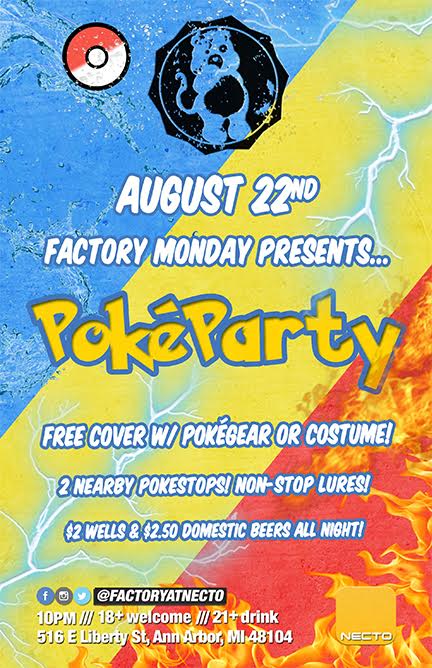 AUGUST 22ND
FACTORY MONDAY PRESENTS...
PokéParty
FREE COVER W/ POKÉGEAR OR COSTUME!
2 NEARBY POKESTOPS! NON-STOP LURES!
$2 WELLS & $2.50 DOMESTIC BEERS ALL NIGHT!
@FACTORYATNECTO
10PM /// 18+ welcome /// 21+ drink
516 E Liberty St, Ann Arbor, MI 48104
NECTO